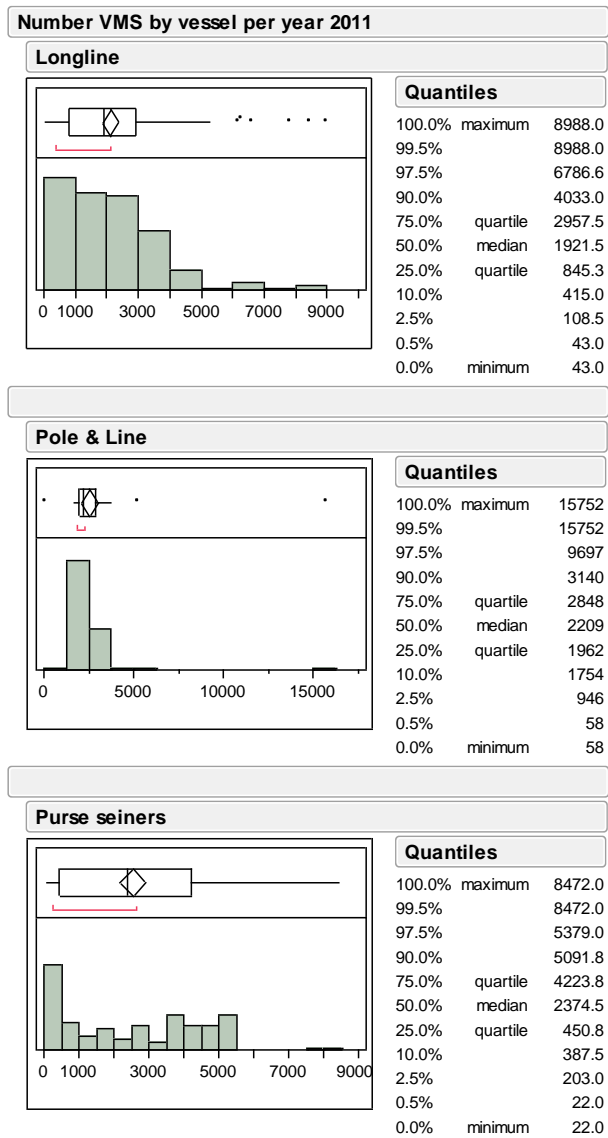 Number VMS by vessel per year 2011
Longline
0 1000 3000 5000 7000 9000
Quantiles
100.0% maximum 8988.0
99.5% 8988.0
97.5% 6786.6
90.0% 4033.0
75.0% quartile 2957.5
50.0% median 1921.5
25.0% quartile 845.3
10.0% 415.0
2.5% 108.5
0.5% 43.0
0.0% minimum 43.0
Pole & Line
0 5000 10000 15000
Quantiles
100.0% maximum 15752
99.5% 15752
97.5% 9697
90.0% 3140
75.0% quartile 2848
50.0% median 2209
25.0% quartile 1962
10.0% 1754
2.5% 946
0.5% 58
0.0% minimum 58
Purse seiners
0 1000 3000 5000 7000 9000
Quantiles
100.0% maximum 8472.0
99.5% 8472.0
97.5% 5379.0
90.0% 5091.8
75.0% quartile 4223.8
50.0% median 2374.5
25.0% quartile 450.8
10.0% 387.5
2.5% 203.0
0.5% 22.0
0.0% minimum 22.0